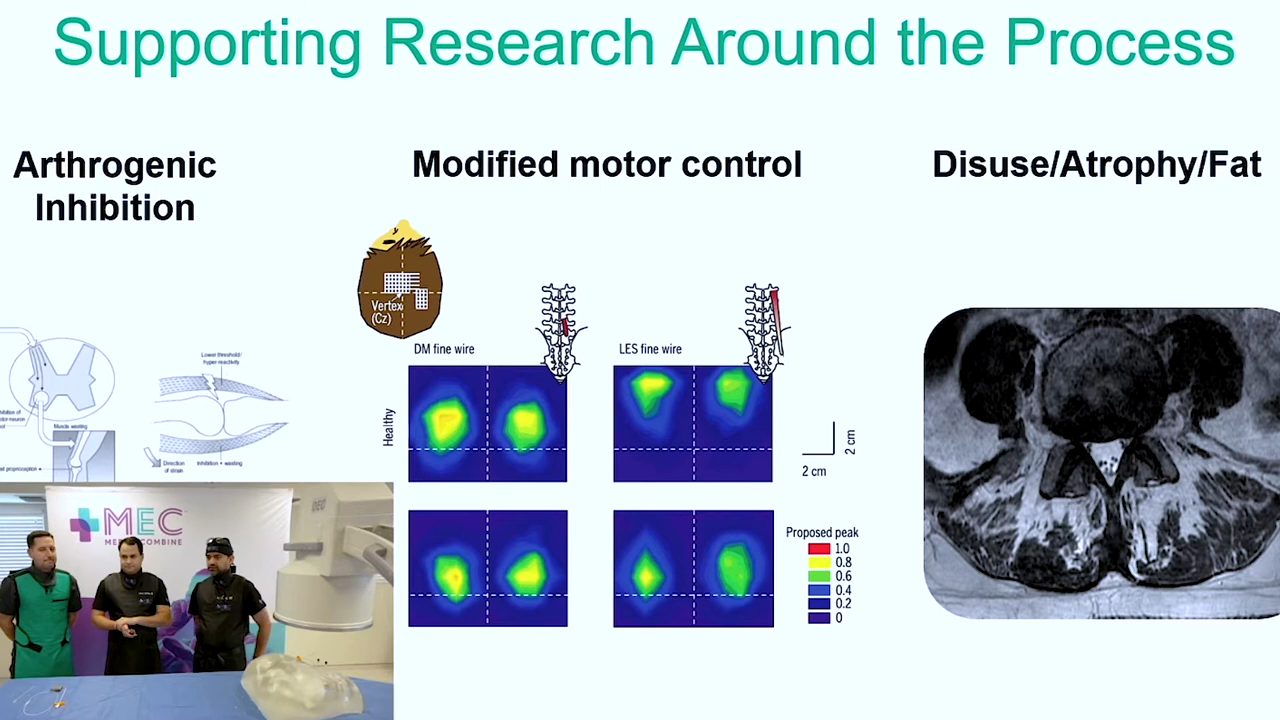 Supporting Research Around the Process
Arthrogenic
Inhibition
Modified motor control
Disuse/Atrophy/Fat
Vertex
(Cz)
DM fine wire
LES fine wire
Healthy
2 cm
2 cm
Proposed peak
1.0
0.8
0.6
0.4
0.2
0
Lower threshold/
hyper-reactivity
Muscle wasting
Direction
of strain
Inhibition + wasting
MEC